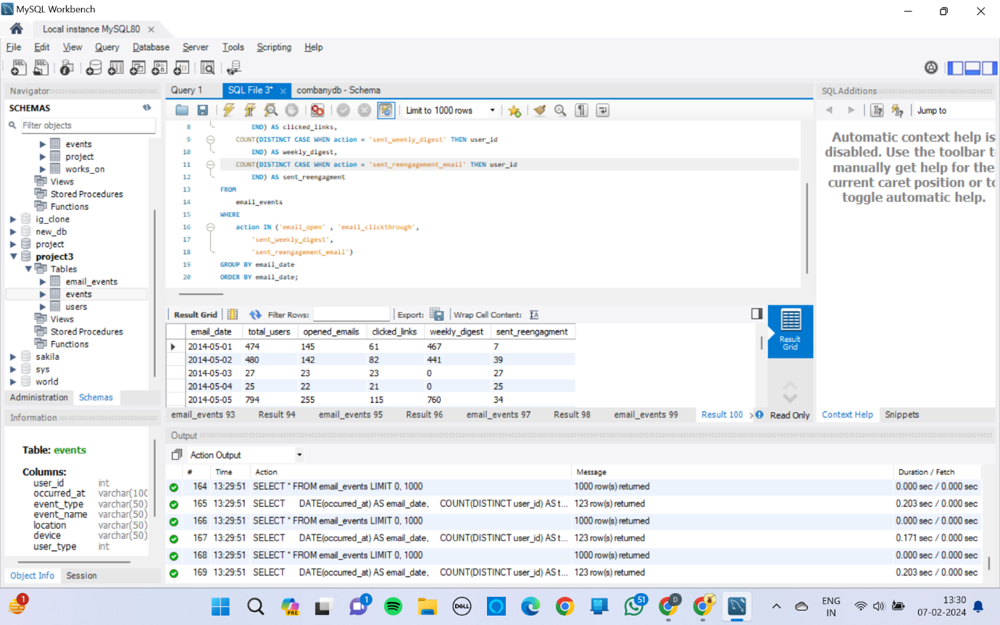 MySQL Workbench
Local instance MySQL80
File Edit View Query Database Server Tools Scripting Help
Navigator
SCHEMAS
Filter objects
events
project
works_on
Views
Stored Procedures
Functions
ig_clone
new_db
project
project3
Tables
email_events
events
users
Views
Stored Procedures
Functions
sakila
sys
world
Administration Schemas
Information
Table: events
Columns:
user_id int
occurred_at varchar(100
event_type varchar(50)
event_name varchar(50)
location varchar(50)
device varchar(50)
user_type int
Object Info Session
Query 1 SQL File 3* combanydb - Schema
Limit to 1000 rows
8 END) AS clicked_links,
9 COUNT(DISTINCT CASE WHEN action = 'sent_weekly_digest' THEN user_id
10 END) AS weekly_digest,
11 COUNT(DISTINCT CASE WHEN action = 'sent_reengagement_email' THEN user_id
12 END) AS sent_reengagment
13 FROM
14 email_events
15 WHERE
16 action IN ('email_open' , 'email_clickthrough',
17 'sent_weekly_digest',
18 'sent_reengagement_email')
19 GROUP BY email_date
20 ORDER BY email_date;
Result Grid Filter Rows: Export: Wrap Cell Content:
email_date total_users opened_emails clicked_links weekly_digest sent_reengagment
2014-05-01 474 145 61 467 7
2014-05-02 480 142 82 441 39
2014-05-03 27 23 23 0 27
2014-05-04 25 22 21 0 25
2014-05-05 794 255 115 760 34
Result
Grid
email_events 93 Result 94 email_events 95 Result 96 email_events 97 Result 98 email_events 99 Result 100 Read Only
Output
Action Output
# Time Action Message Duration / Fetch
164 13:29:51 SELECT * FROM email_events LIMIT 0, 1000 1000 row(s) returned 0.000 sec / 0.000 sec
165 13:29:51 SELECT DATE(occurred_at) AS email_date, COUNT(DISTINCT user_id) AS t... 123 row(s) returned 0.203 sec / 0.000 sec
166 13:29:51 SELECT * FROM email_events LIMIT 0, 1000 1000 row(s) returned 0.000 sec / 0.000 sec
167 13:29:51 SELECT DATE(occurred_at) AS email_date, COUNT(DISTINCT user_id) AS t... 123 row(s) returned 0.171 sec / 0.000 sec
168 13:29:51 SELECT * FROM email_events LIMIT 0, 1000 1000 row(s) returned 0.000 sec / 0.000 sec
169 13:29:51 SELECT DATE(occurred_at) AS email_date, COUNT(DISTINCT user_id) AS t... 123 row(s) returned 0.203 sec / 0.000 sec
SQLAdditions
Jump to
Automatic context help is
disabled. Use the toolbar t
manually get help for the
current caret position or to
toggle automatic help.
Context Help Snippets
1
PRE
1
DELL
51
D
ENG
IN
13:30
07-02-2024